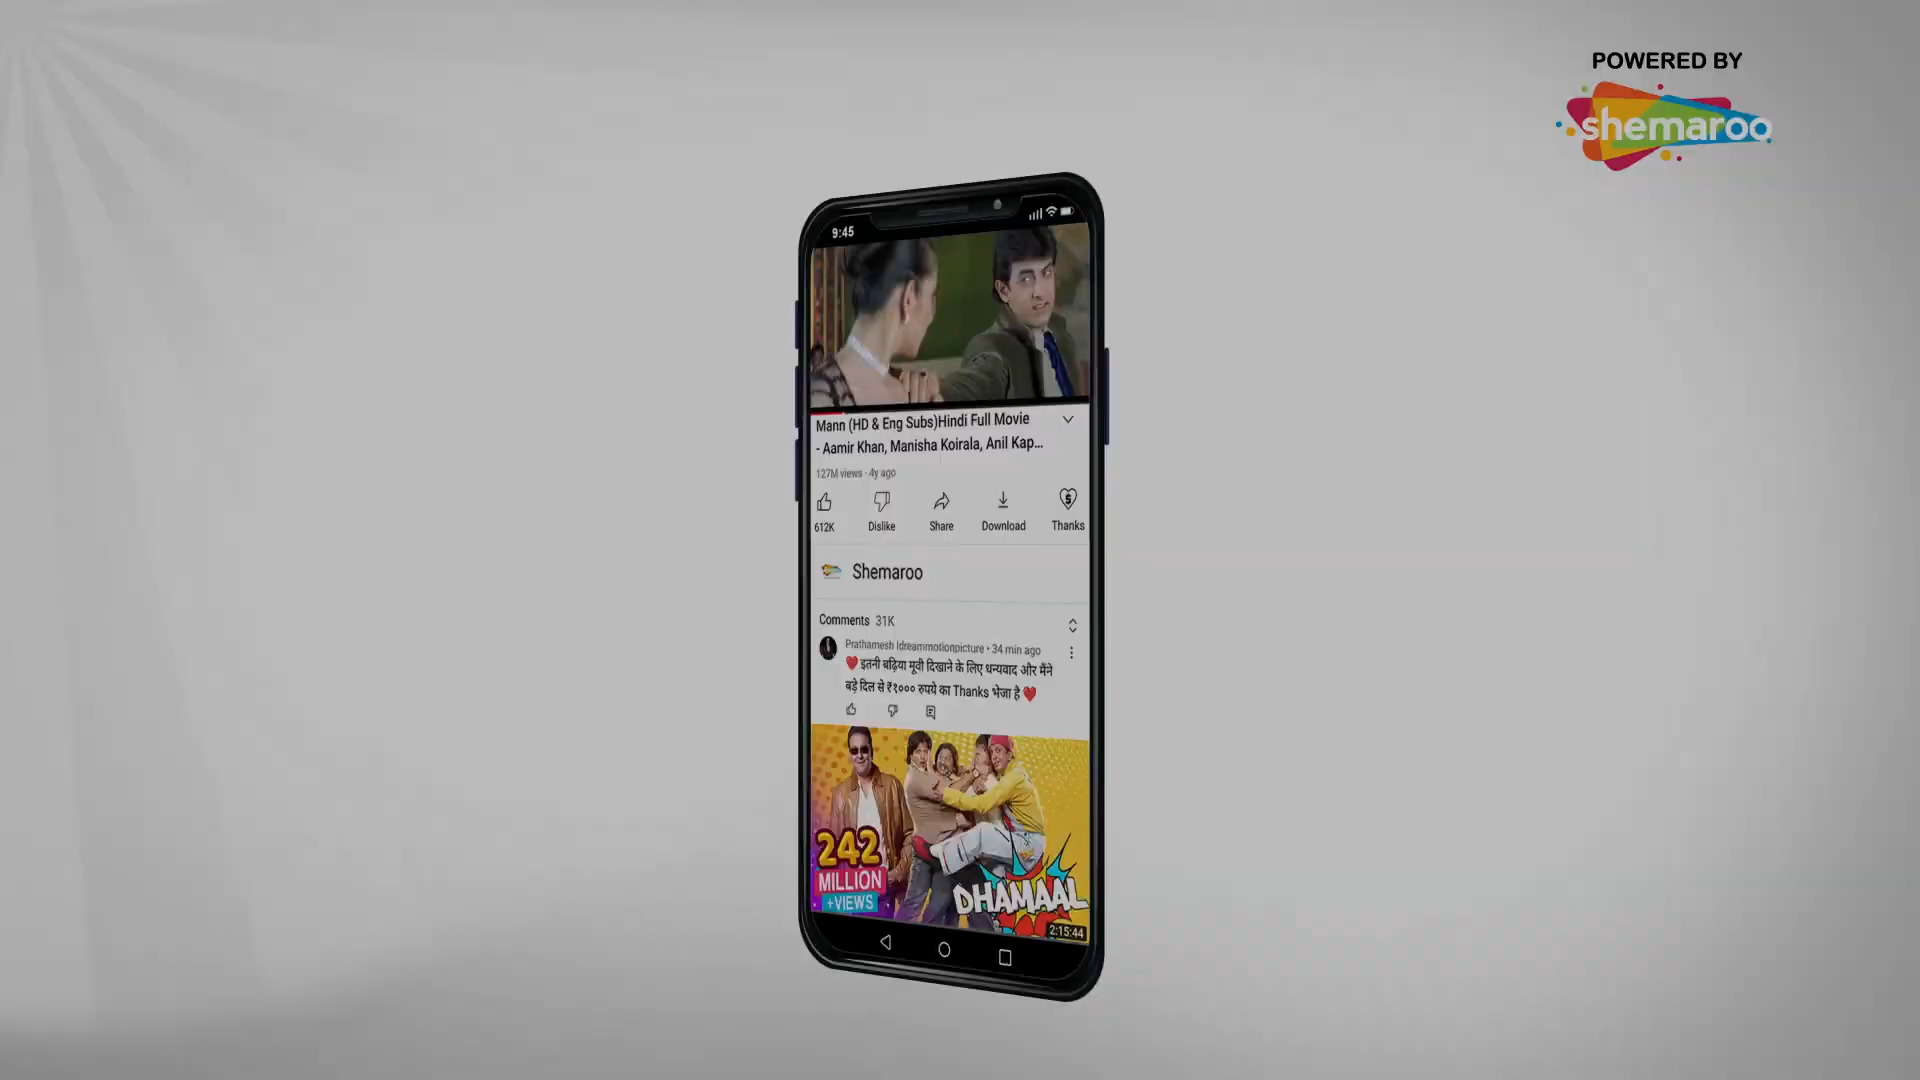 POWERED BY
shemaroo
9:45
Mann (HD & Eng Subs)Hindi Full Movie
- Aamir Khan, Manisha Koirala, Anil Kap...
127M views · 4y ago
612K Dislike Share Download Thanks
Shemaroo
Comments 31K
Prathamesh Idreammotionpicture • 34 min ago
❤️ इतनी बढ़िया मूवी दिखाने के लिए धन्यवाद और मैंने
बड़े दिल से ₹१००० रुपये का Thanks भेजा है ❤️
242
MILLION
+VIEWS
DHAMAAL
2:15:44